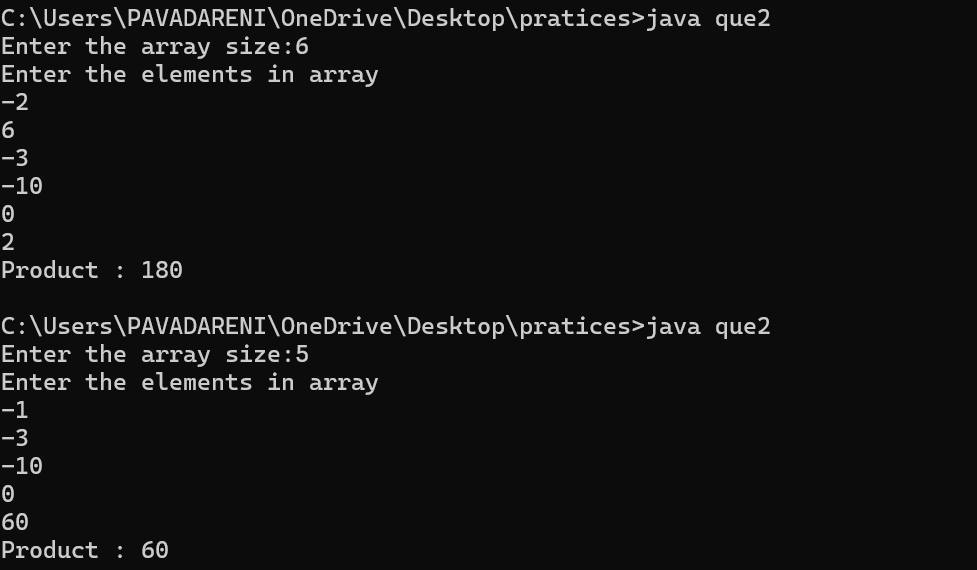 C:\Users\PAVADARENI\OneDrive\Desktop\pratices>java que2
Enter the array size:6
Enter the elements in array
-2
6
-3
-10
0
2
Product : 180
C:\Users\PAVADARENI\OneDrive\Desktop\pratices>java que2
Enter the array size:5
Enter the elements in array
-1
-3
-10
0
60
Product : 60